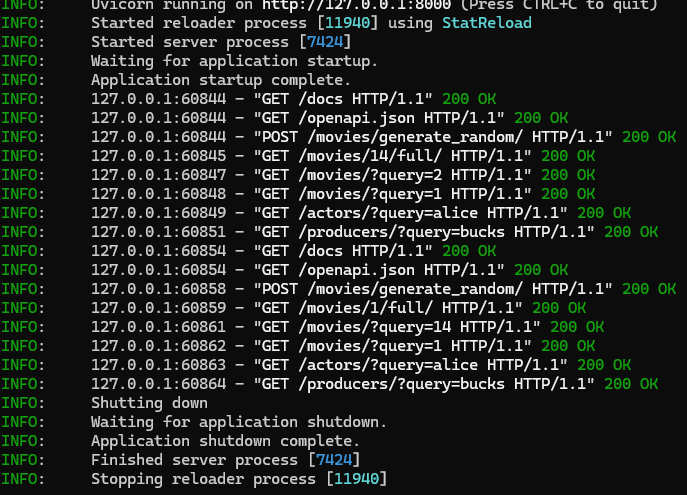 INFO:     Uvicorn running on http://127.0.0.1:8000 (Press CTRL+C to quit)
INFO:     Started reloader process [11940] using StatReload
INFO:     Started server process [7424]
INFO:     Waiting for application startup.
INFO:     Application startup complete.
INFO:     127.0.0.1:60844 - "GET /docs HTTP/1.1" 200 OK
INFO:     127.0.0.1:60844 - "GET /openapi.json HTTP/1.1" 200 OK
INFO:     127.0.0.1:60844 - "POST /movies/generate_random/ HTTP/1.1" 200 OK
INFO:     127.0.0.1:60845 - "GET /movies/14/full/ HTTP/1.1" 200 OK
INFO:     127.0.0.1:60847 - "GET /movies/?query=2 HTTP/1.1" 200 OK
INFO:     127.0.0.1:60848 - "GET /movies/?query=1 HTTP/1.1" 200 OK
INFO:     127.0.0.1:60849 - "GET /actors/?query=alice HTTP/1.1" 200 OK
INFO:     127.0.0.1:60851 - "GET /producers/?query=bucks HTTP/1.1" 200 OK
INFO:     127.0.0.1:60854 - "GET /docs HTTP/1.1" 200 OK
INFO:     127.0.0.1:60854 - "GET /openapi.json HTTP/1.1" 200 OK
INFO:     127.0.0.1:60858 - "POST /movies/generate_random/ HTTP/1.1" 200 OK
INFO:     127.0.0.1:60859 - "GET /movies/1/full/ HTTP/1.1" 200 OK
INFO:     127.0.0.1:60861 - "GET /movies/?query=14 HTTP/1.1" 200 OK
INFO:     127.0.0.1:60862 - "GET /movies/?query=1 HTTP/1.1" 200 OK
INFO:     127.0.0.1:60863 - "GET /actors/?query=alice HTTP/1.1" 200 OK
INFO:     127.0.0.1:60864 - "GET /producers/?query=bucks HTTP/1.1" 200 OK
INFO:     Shutting down
INFO:     Waiting for application shutdown.
INFO:     Application shutdown complete.
INFO:     Finished server process [7424]
INFO:     Stopping reloader process [11940]